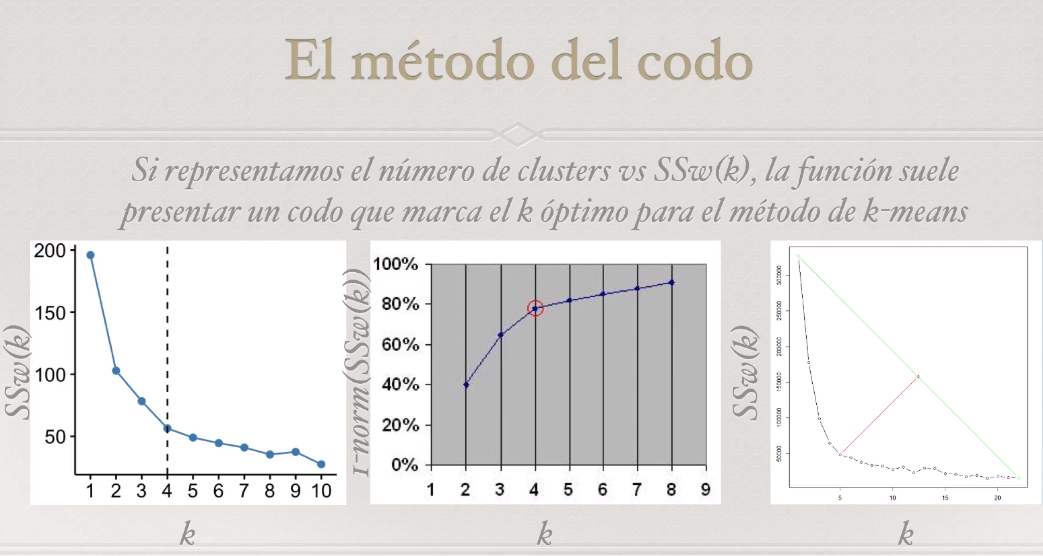 El método del codo
Si representamos el número de clusters vs SSw(k), la función suele
presentar un codo que marca el k óptimo para el método de k-means
SSw(k)
200
150
100
50
1 2 3 4 5 6 7 8 9 10
k
1-norm(SSw(k))
100%
80%
60%
40%
20%
0%
1 2 3 4 5 6 7 8 9
k
SSw(k)
300000
250000
200000
150000
100000
50000
5 10 15 20
k